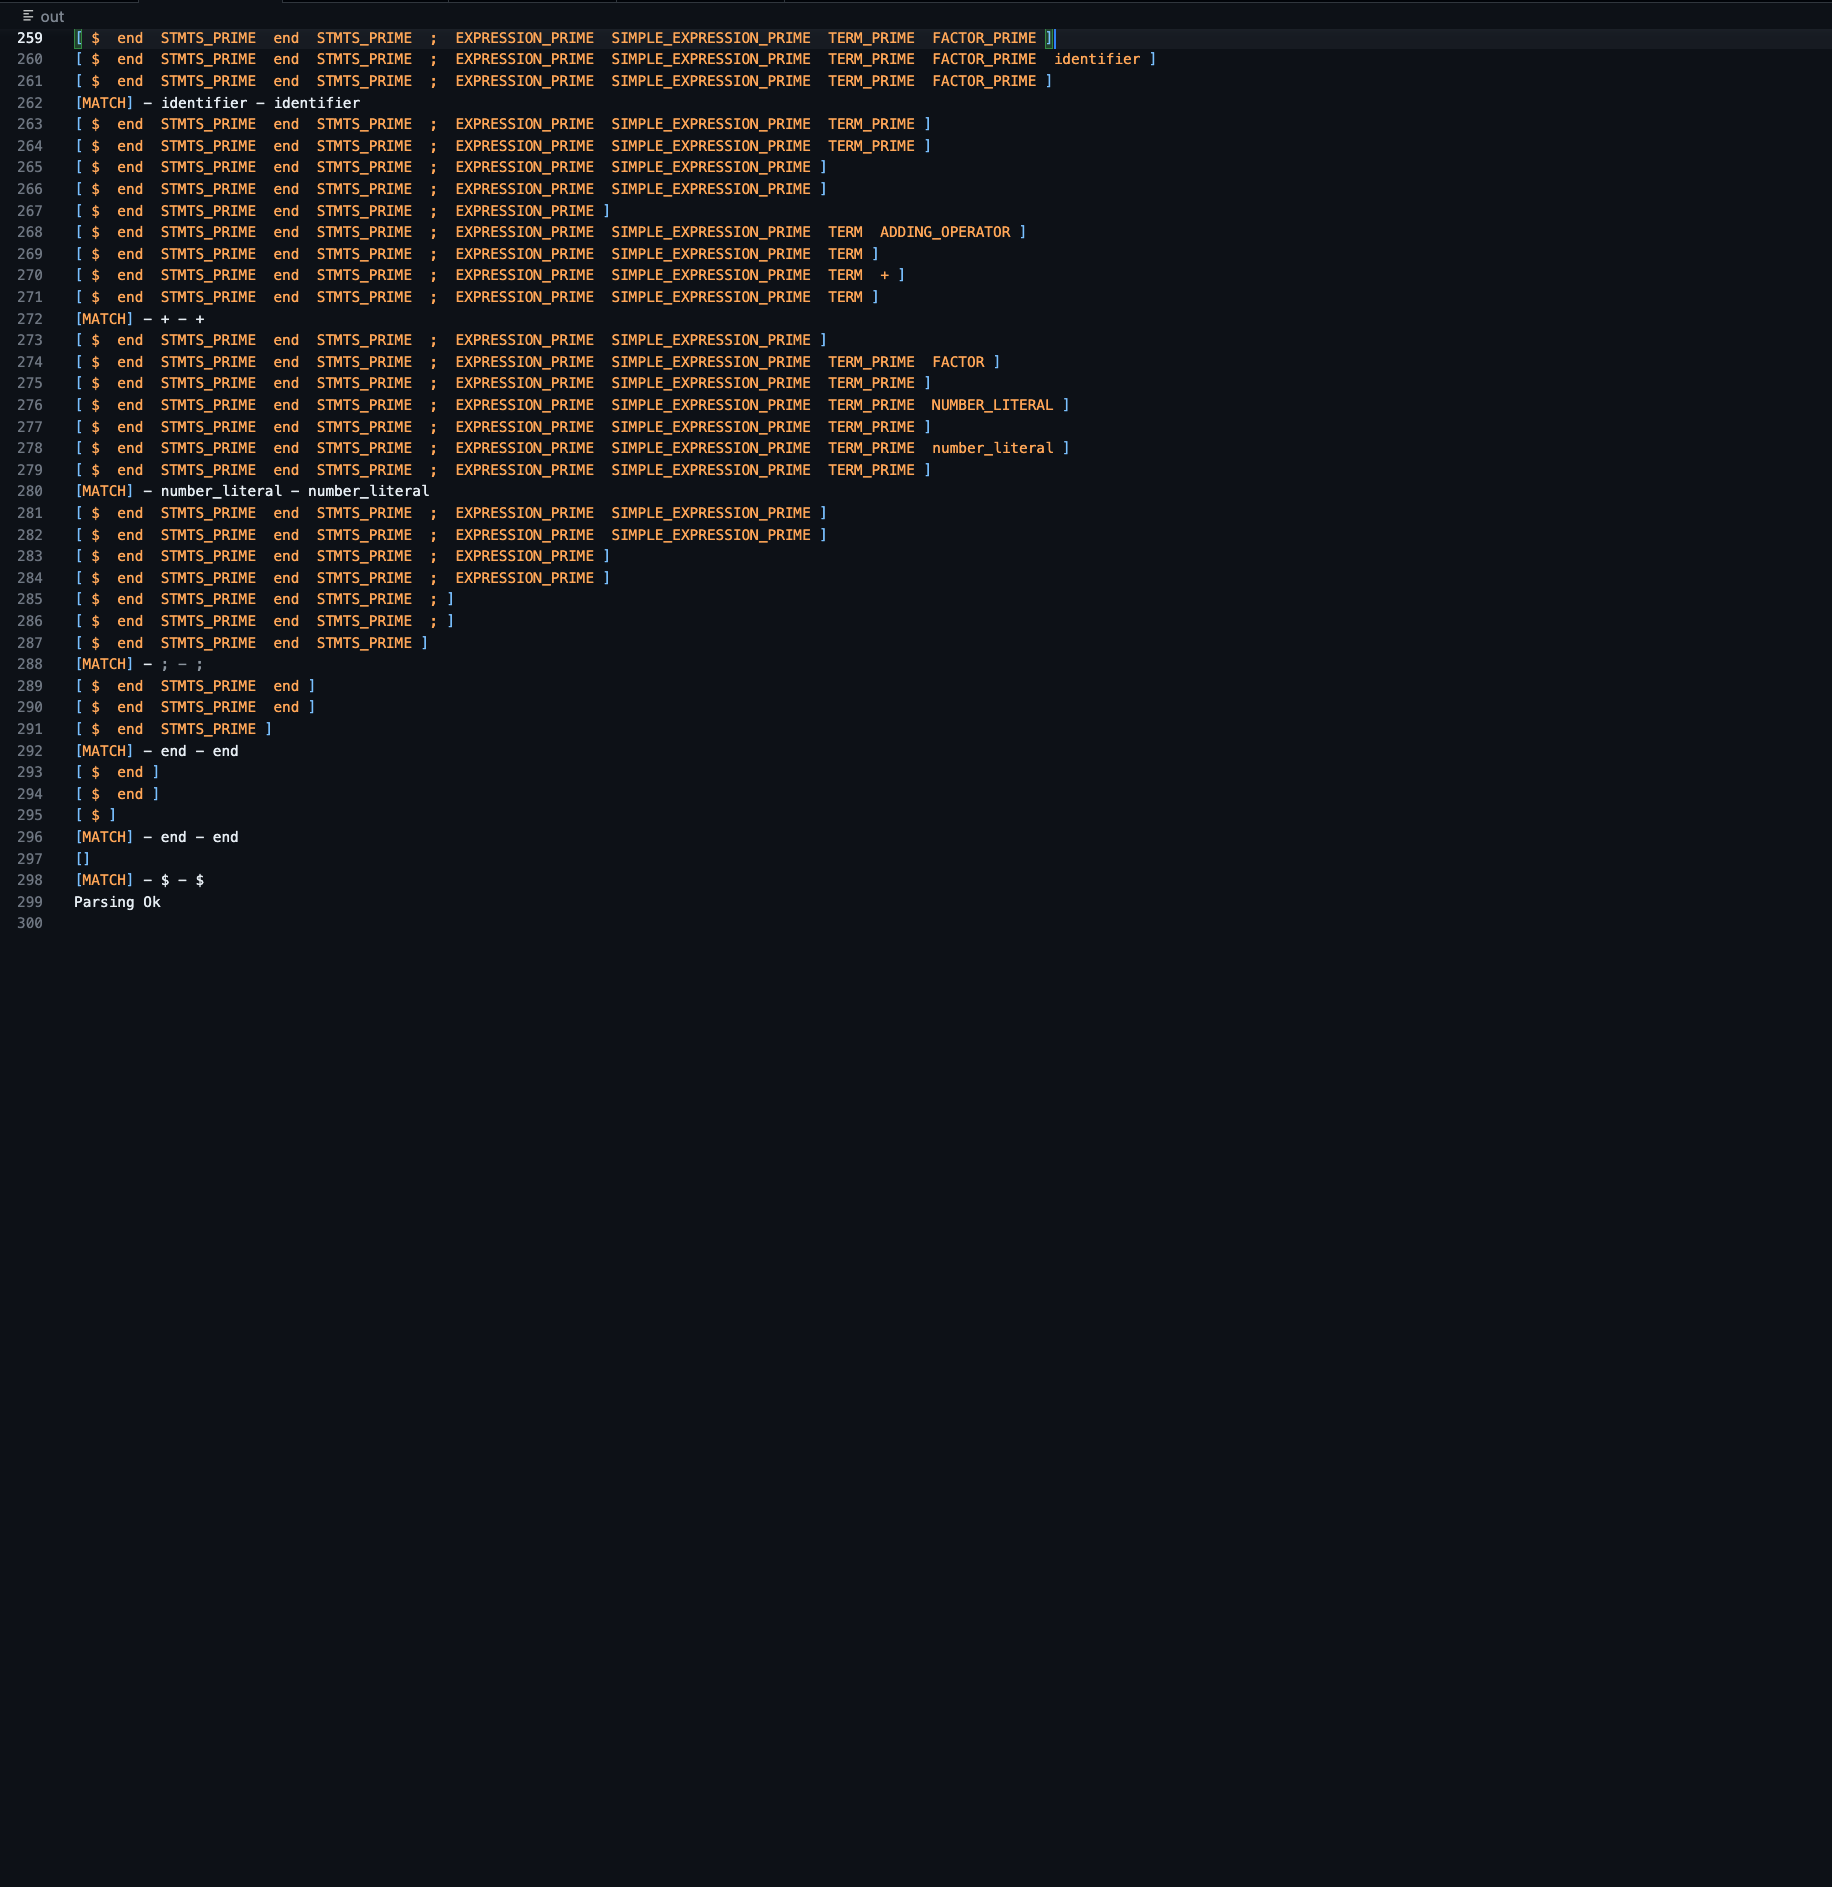 out
259 [ $ end STMTS_PRIME end STMTS_PRIME ; EXPRESSION_PRIME SIMPLE_EXPRESSION_PRIME TERM_PRIME FACTOR_PRIME ]
260 [ $ end STMTS_PRIME end STMTS_PRIME ; EXPRESSION_PRIME SIMPLE_EXPRESSION_PRIME TERM_PRIME FACTOR_PRIME identifier ]
261 [ $ end STMTS_PRIME end STMTS_PRIME ; EXPRESSION_PRIME SIMPLE_EXPRESSION_PRIME TERM_PRIME FACTOR_PRIME ]
262 [MATCH] - identifier - identifier
263 [ $ end STMTS_PRIME end STMTS_PRIME ; EXPRESSION_PRIME SIMPLE_EXPRESSION_PRIME TERM_PRIME ]
264 [ $ end STMTS_PRIME end STMTS_PRIME ; EXPRESSION_PRIME SIMPLE_EXPRESSION_PRIME TERM_PRIME ]
265 [ $ end STMTS_PRIME end STMTS_PRIME ; EXPRESSION_PRIME SIMPLE_EXPRESSION_PRIME ]
266 [ $ end STMTS_PRIME end STMTS_PRIME ; EXPRESSION_PRIME SIMPLE_EXPRESSION_PRIME ]
267 [ $ end STMTS_PRIME end STMTS_PRIME ; EXPRESSION_PRIME ]
268 [ $ end STMTS_PRIME end STMTS_PRIME ; EXPRESSION_PRIME SIMPLE_EXPRESSION_PRIME TERM ADDING_OPERATOR ]
269 [ $ end STMTS_PRIME end STMTS_PRIME ; EXPRESSION_PRIME SIMPLE_EXPRESSION_PRIME TERM ]
270 [ $ end STMTS_PRIME end STMTS_PRIME ; EXPRESSION_PRIME SIMPLE_EXPRESSION_PRIME TERM + ]
271 [ $ end STMTS_PRIME end STMTS_PRIME ; EXPRESSION_PRIME SIMPLE_EXPRESSION_PRIME TERM ]
272 [MATCH] - + - +
273 [ $ end STMTS_PRIME end STMTS_PRIME ; EXPRESSION_PRIME SIMPLE_EXPRESSION_PRIME ]
274 [ $ end STMTS_PRIME end STMTS_PRIME ; EXPRESSION_PRIME SIMPLE_EXPRESSION_PRIME TERM_PRIME FACTOR ]
275 [ $ end STMTS_PRIME end STMTS_PRIME ; EXPRESSION_PRIME SIMPLE_EXPRESSION_PRIME TERM_PRIME ]
276 [ $ end STMTS_PRIME end STMTS_PRIME ; EXPRESSION_PRIME SIMPLE_EXPRESSION_PRIME TERM_PRIME NUMBER_LITERAL ]
277 [ $ end STMTS_PRIME end STMTS_PRIME ; EXPRESSION_PRIME SIMPLE_EXPRESSION_PRIME TERM_PRIME ]
278 [ $ end STMTS_PRIME end STMTS_PRIME ; EXPRESSION_PRIME SIMPLE_EXPRESSION_PRIME TERM_PRIME number_literal ]
279 [ $ end STMTS_PRIME end STMTS_PRIME ; EXPRESSION_PRIME SIMPLE_EXPRESSION_PRIME TERM_PRIME ]
280 [MATCH] - number_literal - number_literal
281 [ $ end STMTS_PRIME end STMTS_PRIME ; EXPRESSION_PRIME SIMPLE_EXPRESSION_PRIME ]
282 [ $ end STMTS_PRIME end STMTS_PRIME ; EXPRESSION_PRIME SIMPLE_EXPRESSION_PRIME ]
283 [ $ end STMTS_PRIME end STMTS_PRIME ; EXPRESSION_PRIME ]
284 [ $ end STMTS_PRIME end STMTS_PRIME ; EXPRESSION_PRIME ]
285 [ $ end STMTS_PRIME end STMTS_PRIME ; ]
286 [ $ end STMTS_PRIME end STMTS_PRIME ; ]
287 [ $ end STMTS_PRIME end STMTS_PRIME ]
288 [MATCH] - ; - ;
289 [ $ end STMTS_PRIME end ]
290 [ $ end STMTS_PRIME end ]
291 [ $ end STMTS_PRIME ]
292 [MATCH] - end - end
293 [ $ end ]
294 [ $ end ]
295 [ $ ]
296 [MATCH] - end - end
297 []
298 [MATCH] - $ - $
299 Parsing Ok
300